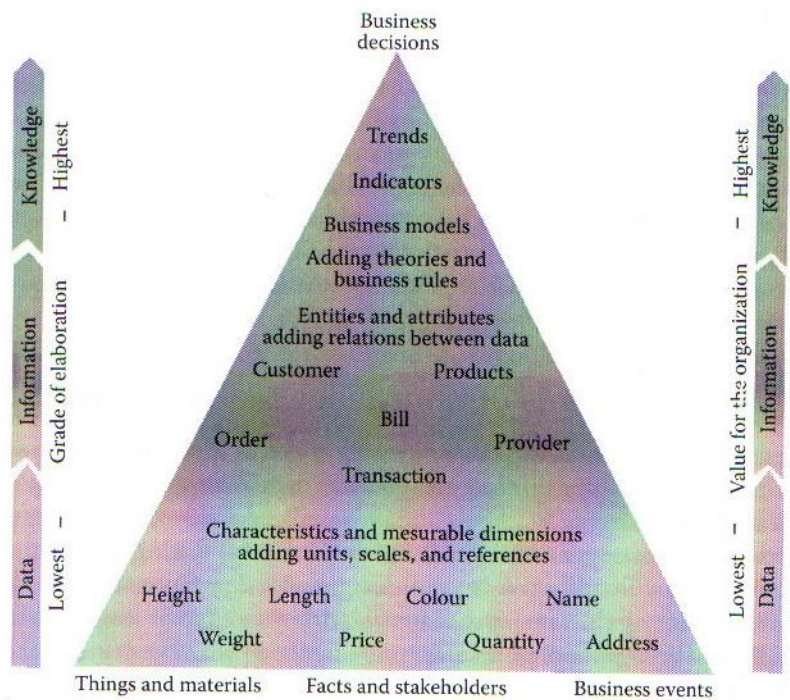 Business
decisions
Trends
Indicators
Business models
Adding theories and
business rules
Entities and attributes
adding relations between data
Customer Products
Bill
Order Provider
Transaction
Characteristics and mesurable dimensions
adding units, scales, and references
Height Length Colour Name
Weight Price Quantity Address
Things and materials Facts and stakeholders Business events
Data Information Knowledge
Lowest – Grade of elaboration – Highest
Lowest – Value for the organization – Highest
Data Information Knowledge